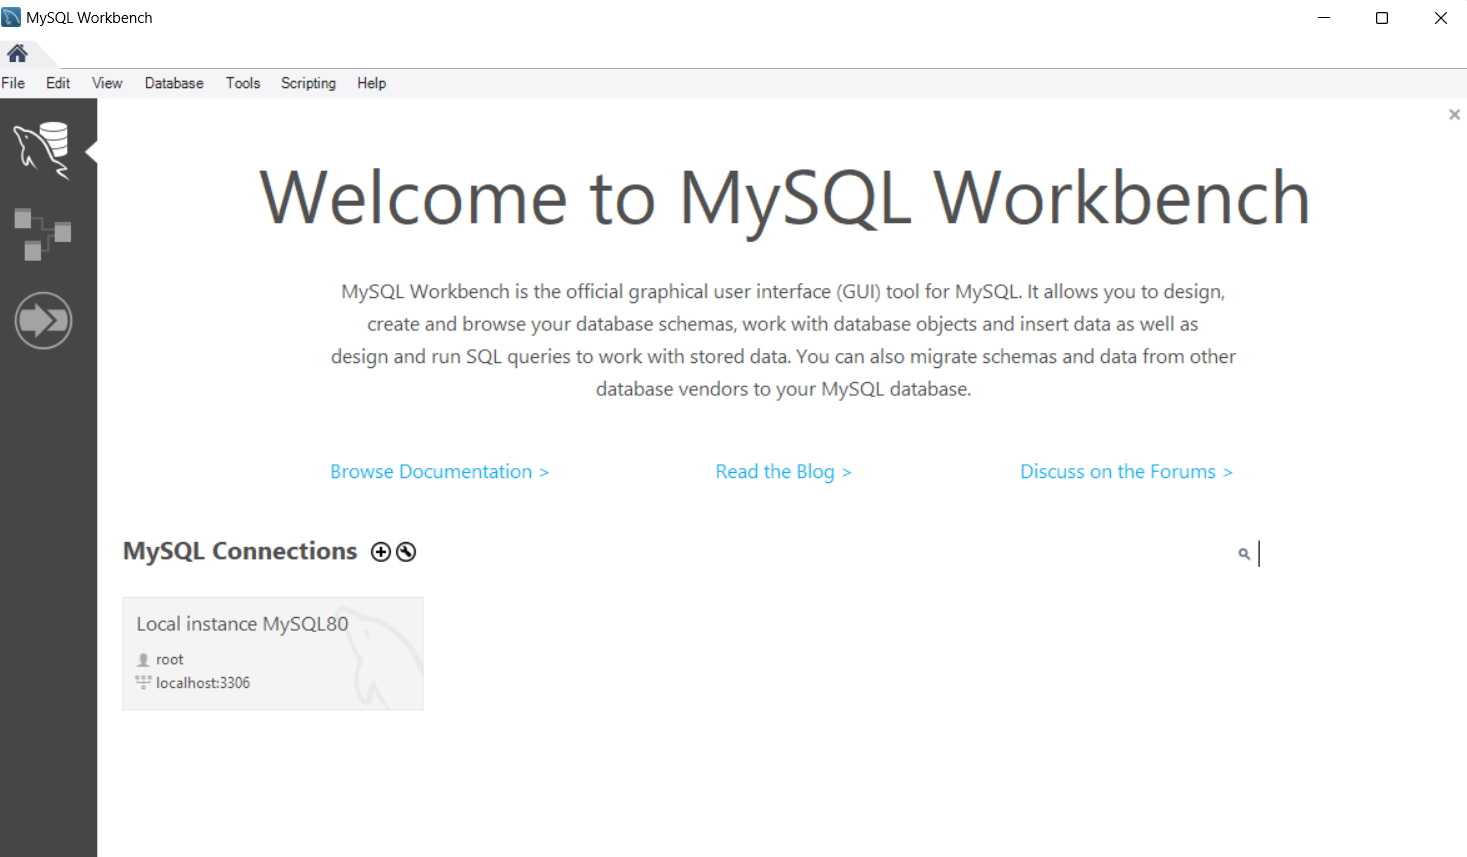 MySQL Workbench
File Edit View Database Tools Scripting Help
Welcome to MySQL Workbench
MySQL Workbench is the official graphical user interface (GUI) tool for MySQL. It allows you to design,
create and browse your database schemas, work with database objects and insert data as well as
design and run SQL queries to work with stored data. You can also migrate schemas and data from other
database vendors to your MySQL database.
Browse Documentation > Read the Blog > Discuss on the Forums >
MySQL Connections
Local instance MySQL80
root
localhost:3306